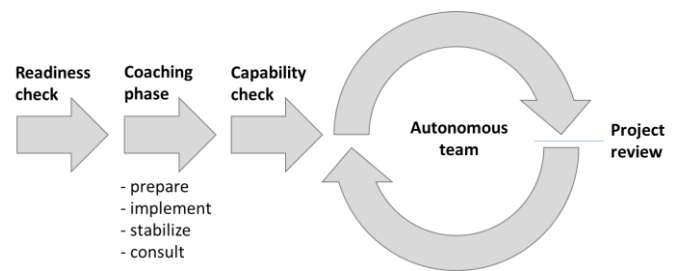 Readiness
check
Coaching
phase
Capability
check
Autonomous
team
Project
review
- prepare
- implement
- stabilize
- consult